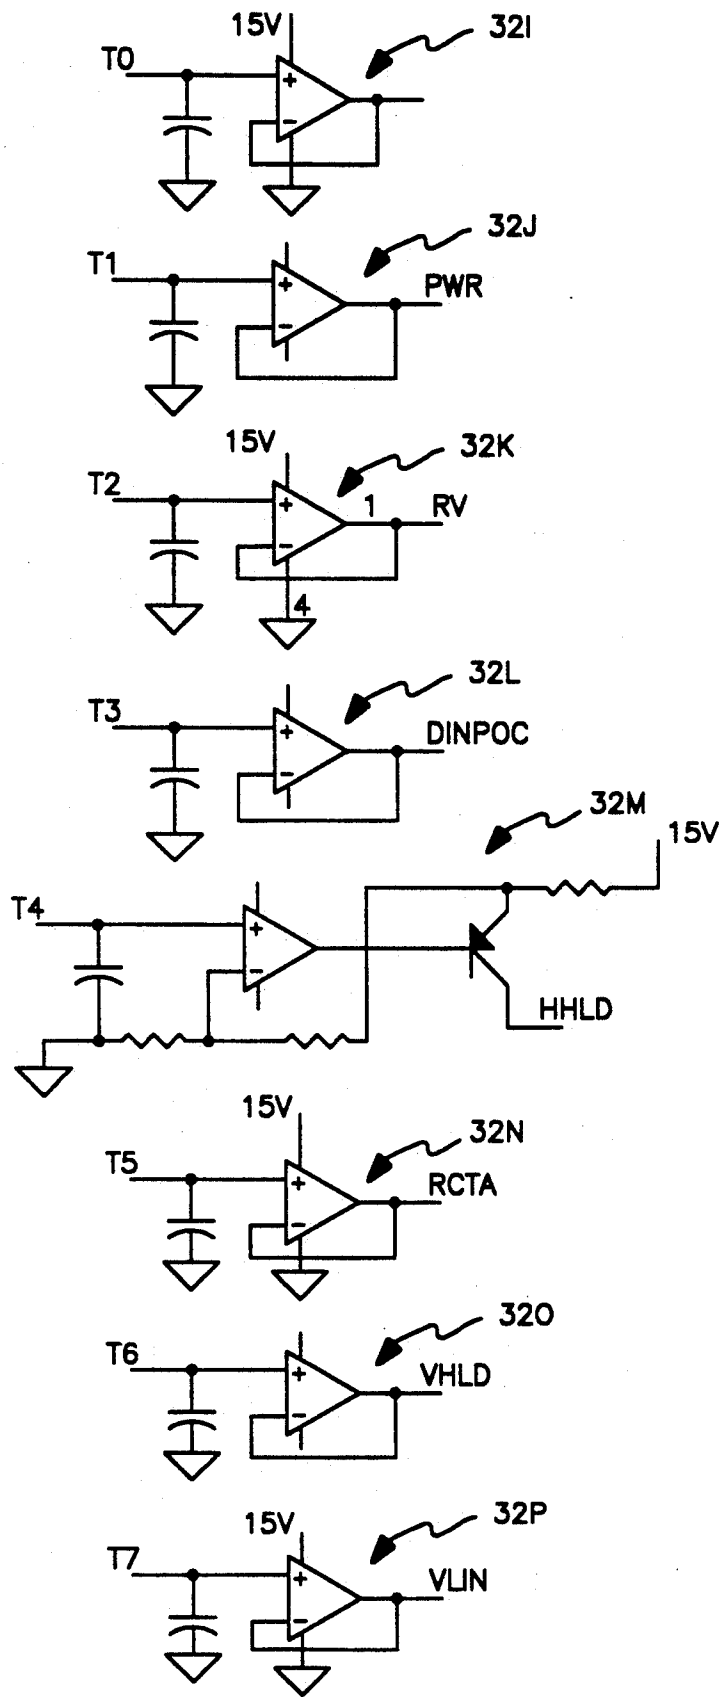 15V 32I
T0
+
−
32J
T1 PWR
+
−
15V 32K
T2 1 RV
+
−
4
32L
T3 DINPOC
+
−
32M
15V
T4
+
−
HHLD
15V 32N
T5 RCTA
+
−
32O
T6 VHLD
+
−
15V 32P
T7 VLIN
+
−